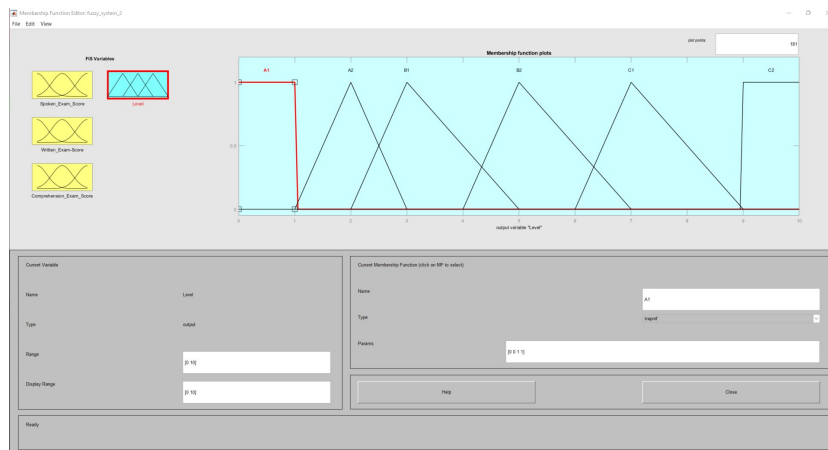 Membership Function Editor: fuzzy_system_2
File Edit View
FIS Variables
Spoken_Exam_Score
Level
Written_Exam-Score
Comprehension_Exam_Score
plot points:
181
Membership function plots
A1 A2 B1 B2 C1 C2
1
0.5
0
0 1 2 3 4 5 6 7 8 9 10
output variable "Level"
Current Variable
Name Level
Type output
Range [0 10]
Display Range [0 10]
Current Membership Function (click on MF to select)
Name A1
Type trapmf
Params [0 0 1 1]
Help Close
Ready